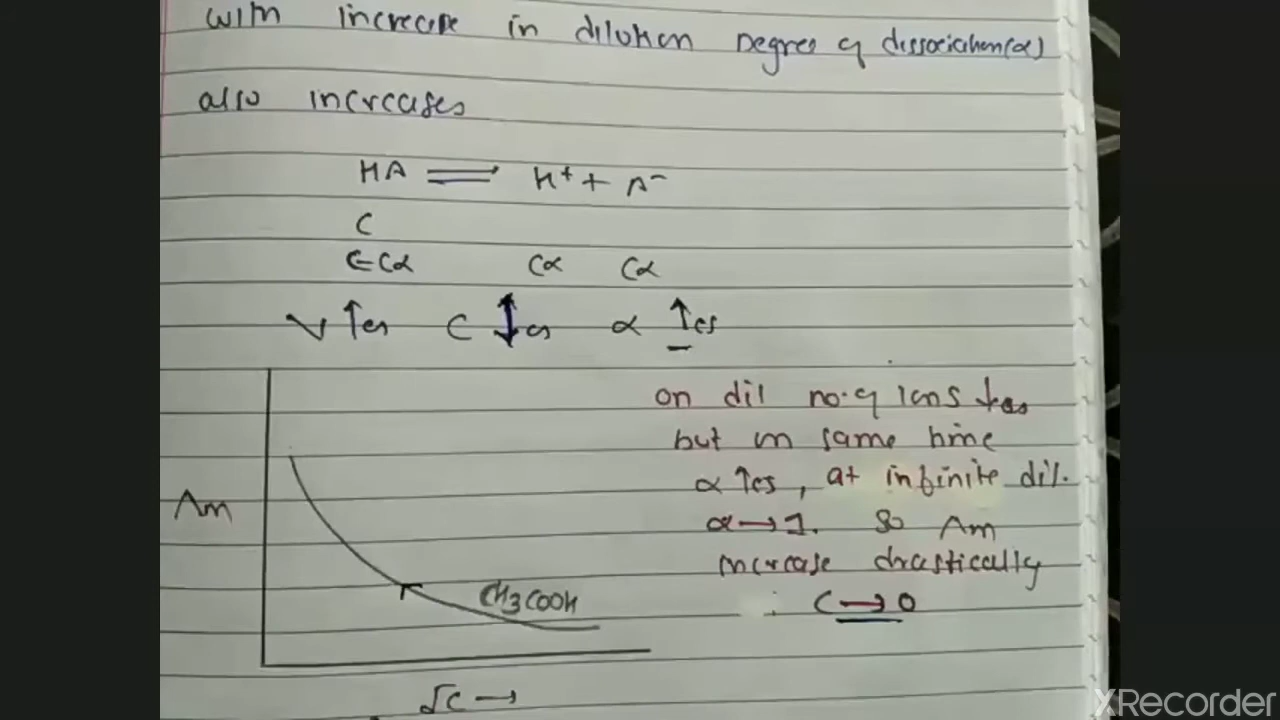 with increase in dilution Degree of dissociation(α)
also increases
HA ⇌ H⁺ + A⁻
C
C-Cα Cα Cα
V ↑es C ↓es α ↑es
on dil no. of ions ↓es
but in same time
α ↑es, at infinite dil.
α → 1. So Λm
increase drastically
C → 0
Λm
CH3COOH
√C →
XRecorder